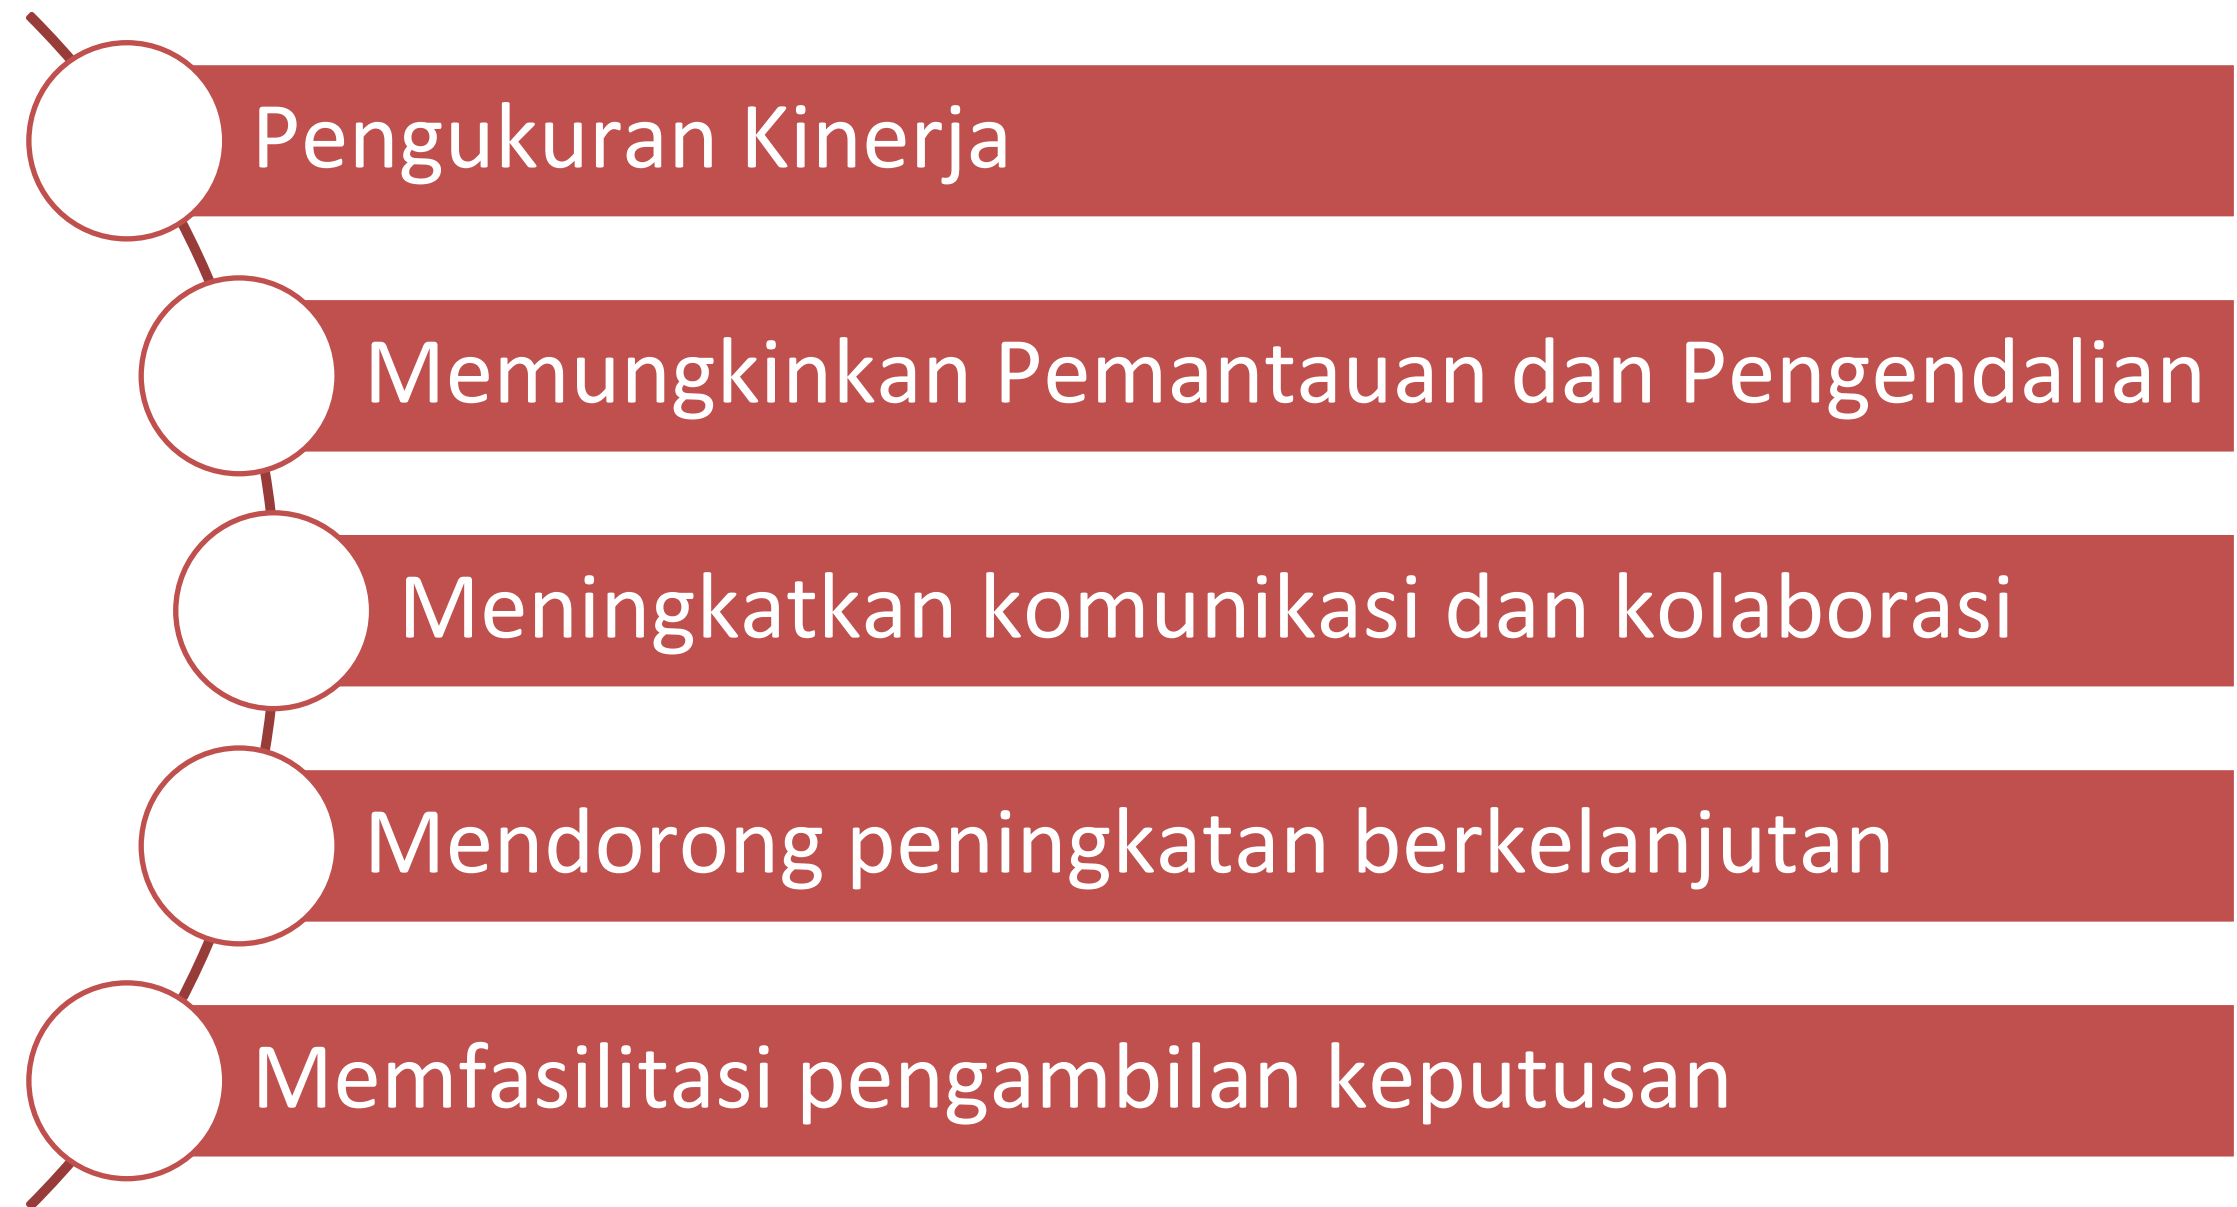 Pengukuran Kinerja
Memungkinkan Pemantauan dan Pengendalian
Meningkatkan komunikasi dan kolaborasi
Mendorong peningkatan berkelanjutan
Memfasilitasi pengambilan keputusan